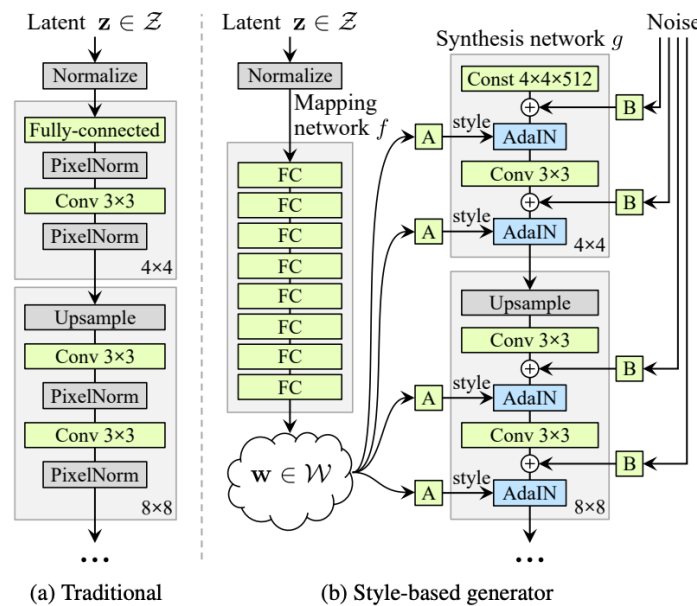 Latent z ∈ Z
Normalize
Fully-connected
PixelNorm
Conv 3×3
PixelNorm
4×4
Upsample
Conv 3×3
PixelNorm
Conv 3×3
PixelNorm
8×8
...
(a) Traditional
Latent z ∈ Z
Normalize
Mapping
network f
FC
FC
FC
FC
FC
FC
FC
FC
w ∈ W
Noise
Synthesis network g
Const 4×4×512
B
A
style
AdaIN
Conv 3×3
B
A
style
AdaIN
4×4
Upsample
Conv 3×3
B
A
style
AdaIN
Conv 3×3
B
A
style
AdaIN
8×8
...
(b) Style-based generator